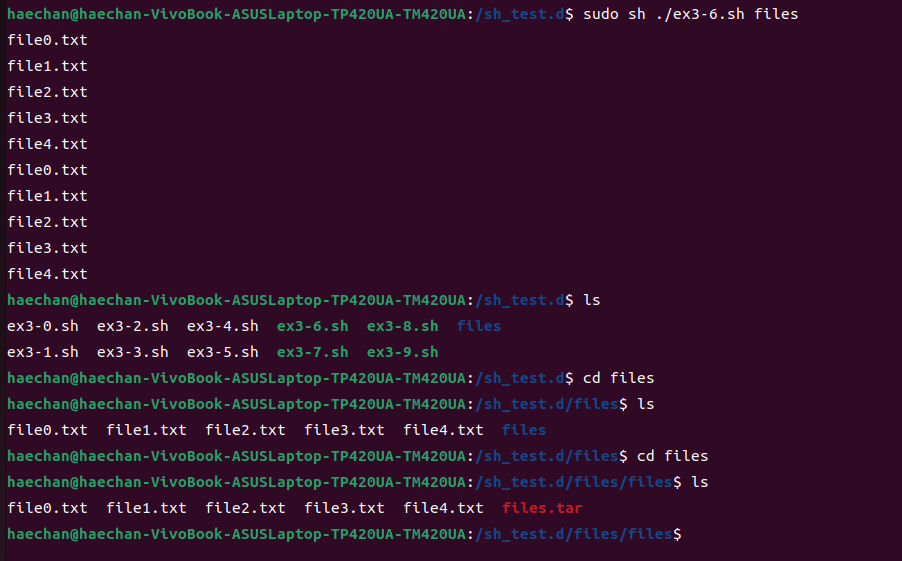 haechan@haechan-VivoBook-ASUSLaptop-TP420UA-TM420UA:/sh_test.d$ sudo sh ./ex3-6.sh files
file0.txt
file1.txt
file2.txt
file3.txt
file4.txt
file0.txt
file1.txt
file2.txt
file3.txt
file4.txt
haechan@haechan-VivoBook-ASUSLaptop-TP420UA-TM420UA:/sh_test.d$ ls
ex3-0.sh  ex3-2.sh  ex3-4.sh  ex3-6.sh  ex3-8.sh  files
ex3-1.sh  ex3-3.sh  ex3-5.sh  ex3-7.sh  ex3-9.sh
haechan@haechan-VivoBook-ASUSLaptop-TP420UA-TM420UA:/sh_test.d$ cd files
haechan@haechan-VivoBook-ASUSLaptop-TP420UA-TM420UA:/sh_test.d/files$ ls
file0.txt  file1.txt  file2.txt  file3.txt  file4.txt  files
haechan@haechan-VivoBook-ASUSLaptop-TP420UA-TM420UA:/sh_test.d/files$ cd files
haechan@haechan-VivoBook-ASUSLaptop-TP420UA-TM420UA:/sh_test.d/files/files$ ls
file0.txt  file1.txt  file2.txt  file3.txt  file4.txt  files.tar
haechan@haechan-VivoBook-ASUSLaptop-TP420UA-TM420UA:/sh_test.d/files/files$